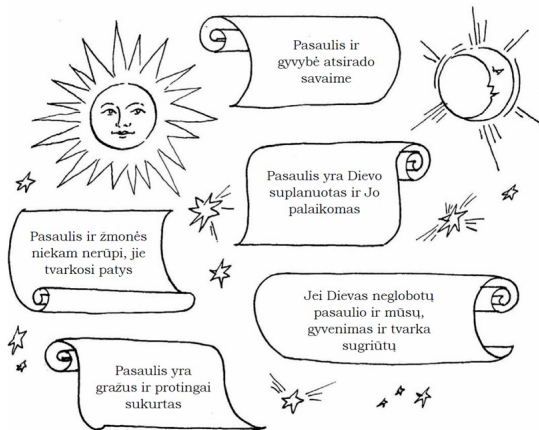 Pasaulis ir
gyvybė atsirado
savaime
Pasaulis yra Dievo
suplanuotas ir Jo
palaikomas
Pasaulis ir žmonės
niekam nerūpi, jie
tvarkosi patys
Jei Dievas neglobotų
pasaulio ir mūsų,
gyvenimas ir tvarka
sugriūtų
Pasaulis yra
gražus ir protingai
sukurtas